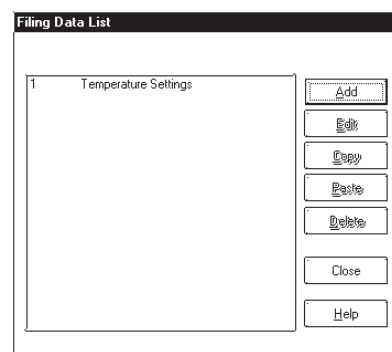 Filing Data List
1 Temperature Settings
Add
Edit
Copy
Paste
Delete
Close
Help